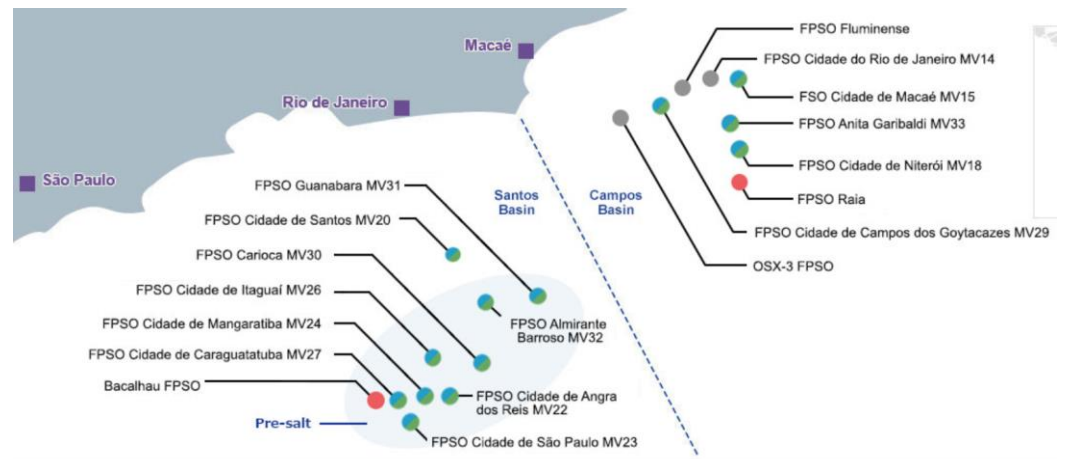 Macaé
Rio de Janeiro
São Paulo
FPSO Fluminense
FPSO Cidade do Rio de Janeiro MV14
FSO Cidade de Macaé MV15
FPSO Anita Garibaldi MV33
FPSO Cidade de Niterói MV18
FPSO Raia
FPSO Cidade de Campos dos Goytacazes MV29
OSX-3 FPSO
Santos
Basin
Campos
Basin
FPSO Guanabara MV31
FPSO Cidade de Santos MV20
FPSO Carioca MV30
FPSO Cidade de Itaguaí MV26
FPSO Cidade de Mangaratiba MV24
FPSO Cidade de Caraguatatuba MV27
Bacalhau FPSO
Pre-salt
FPSO Almirante
Barroso MV32
FPSO Cidade de Angra
dos Reis MV22
FPSO Cidade de São Paulo MV23